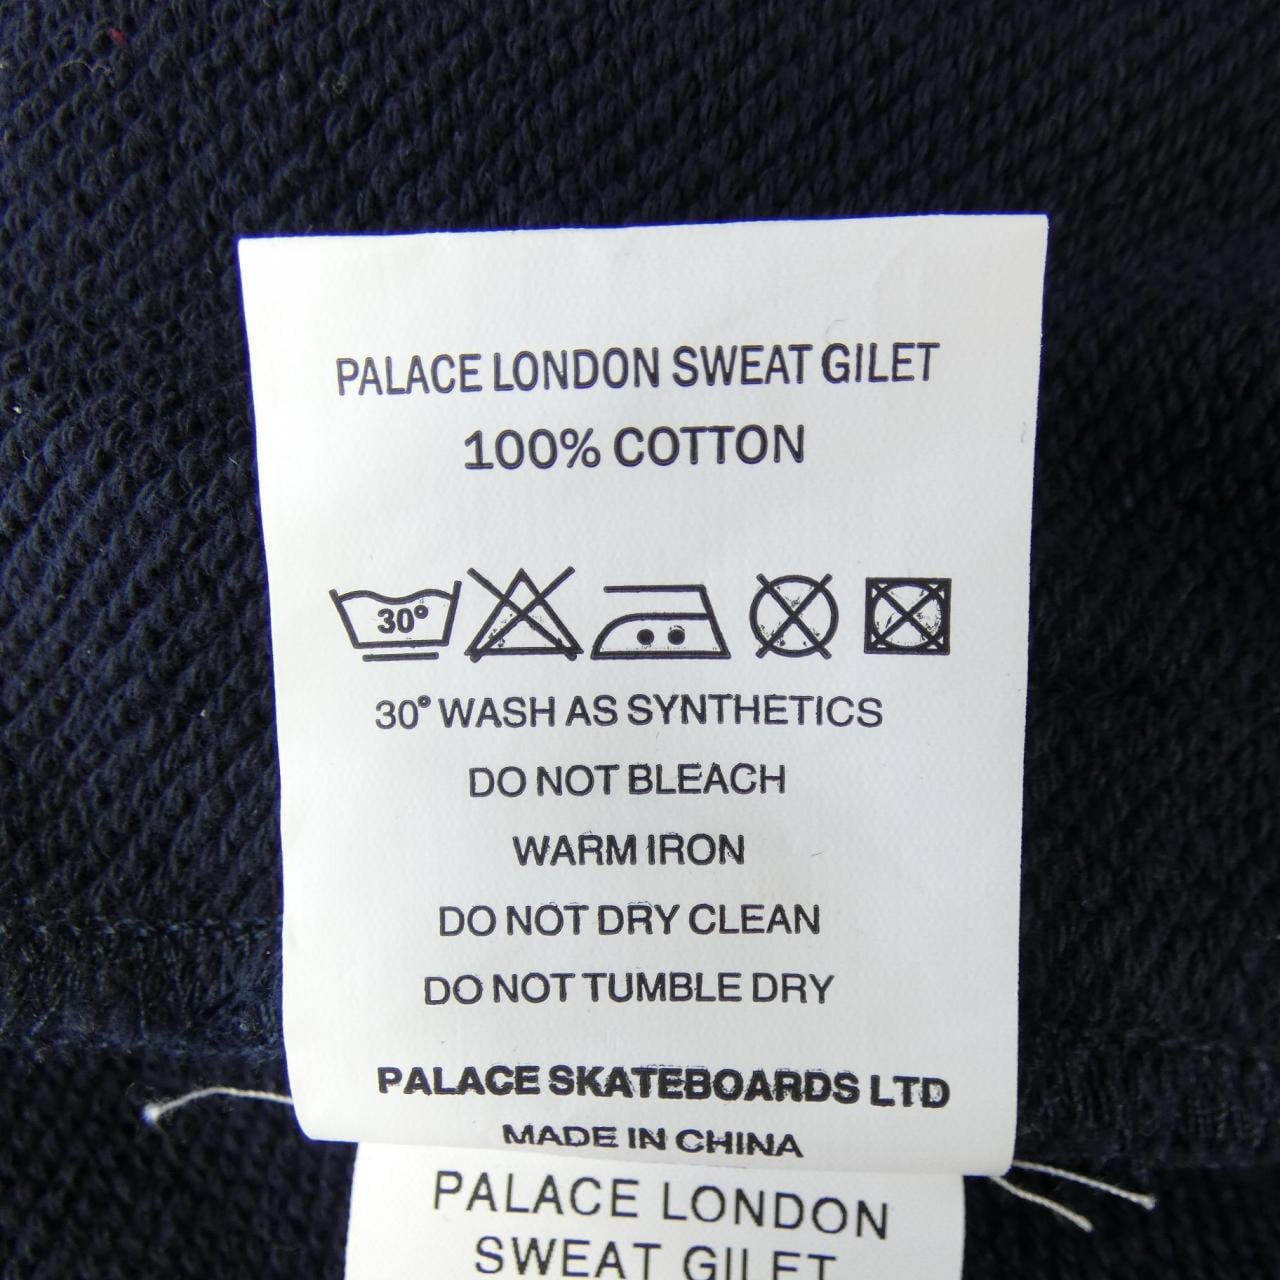 PALACE LONDON SWEAT GILET
100% COTTON
30°
30° WASH AS SYNTHETICS
DO NOT BLEACH
WARM IRON
DO NOT DRY CLEAN
DO NOT TUMBLE DRY
PALACE SKATEBOARDS LTD
MADE IN CHINA
PALACE LONDON
SWEAT GILET